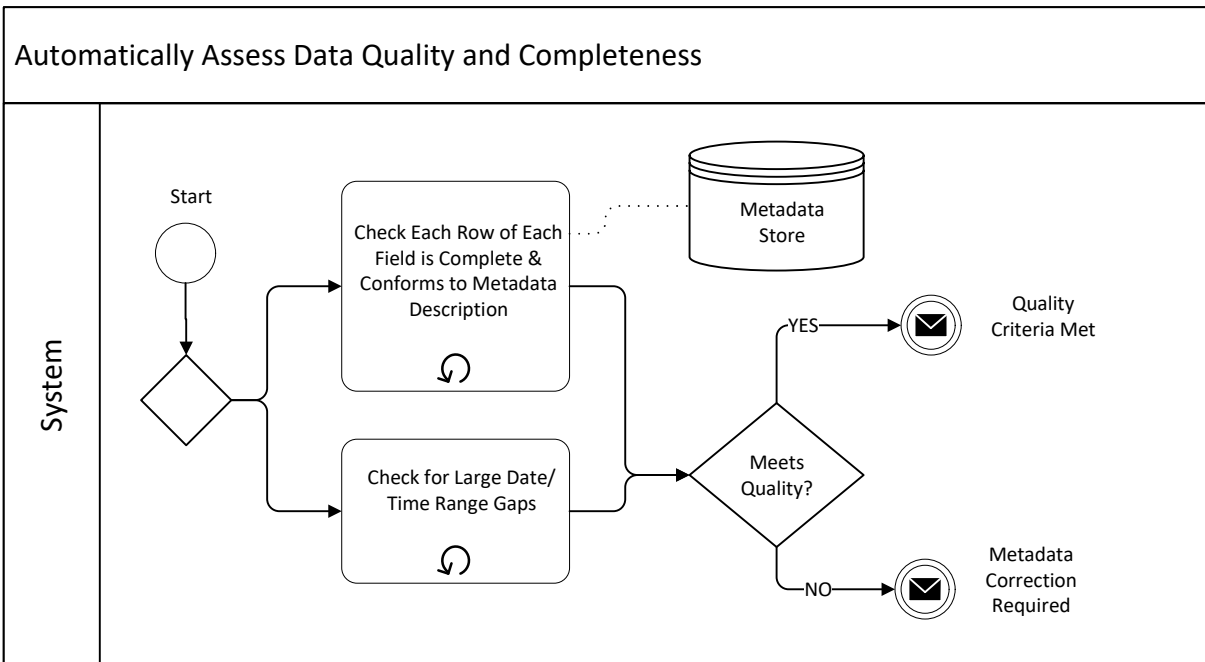 Automatically Assess Data Quality and Completeness
System
Start
Check Each Row of Each
Field is Complete &
Conforms to Metadata
Description
Metadata
Store
Check for Large Date/
Time Range Gaps
Meets
Quality?
YES
Quality
Criteria Met
NO
Metadata
Correction
Required